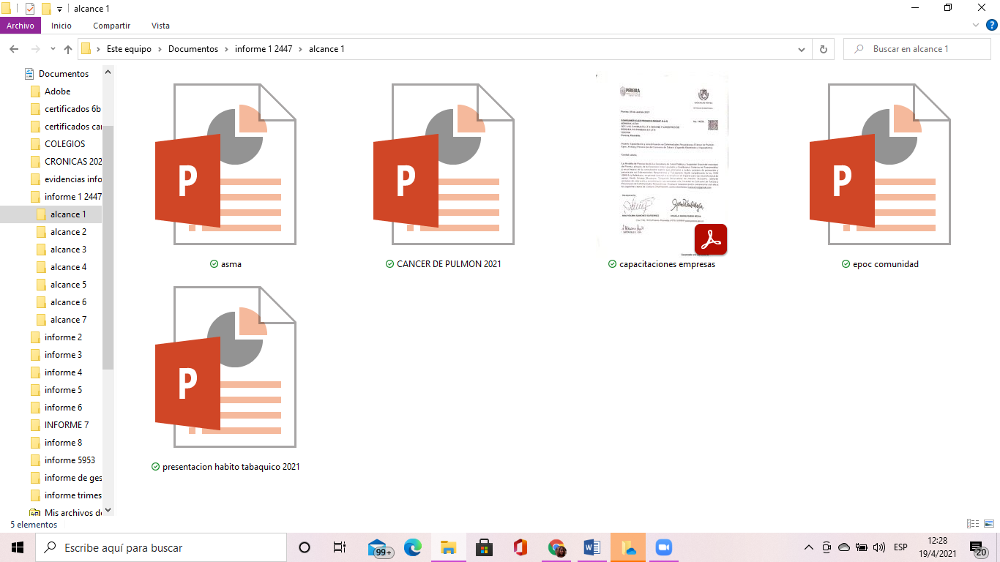 alcance 1
Archivo
Inicio
Compartir
Vista
Este equipo
Documentos
informe 1 2447
alcance 1
Buscar en alcance 1
Documentos
Adobe
certificados 6b
certificados car
COLEGIOS
CRONICAS 202
evidencias info
informe 1 2447
alcance 1
alcance 2
alcance 3
alcance 4
alcance 5
alcance 6
alcance 7
informe 2
informe 3
informe 4
informe 5
informe 6
INFORME 7
informe 8
informe 5953
informe de ges
informe trimes
Mis archivos de
P
asma
P
CANCER DE PULMON 2021
PEREIRA
CONSUMER ELECTRONICS GROUP S.A.S
capacitaciones empresas
P
epoc comunidad
P
presentacion habito tabaquico 2021
5 elementos
Escribe aquí para buscar
99+
ESP
12:28
19/4/2021
20